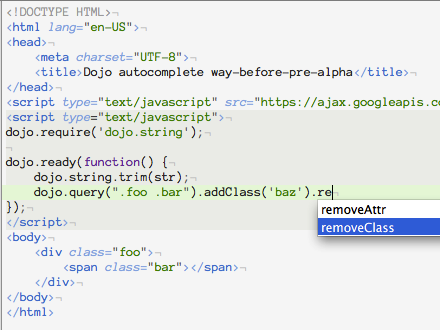 <!DOCTYPE HTML>¬
<html lang="en-US">¬
<head>¬
    <meta charset="UTF-8">¬
    <title>Dojo autocomplete way-before-pre-alpha</title>¬
</head>¬
<script type="text/javascript" src="https://ajax.googleapis.co
<script type="text/javascript">¬
dojo.require('dojo.string');¬
¬
dojo.ready(function() {¬
    dojo.string.trim(str);¬
    dojo.query(".foo .bar").addClass('baz').re¬
removeAttr
removeClass
});¬
</script>¬
<body>¬
    <div class="foo">¬
        <span class="bar"></span>¬
    </div>¬
</body>¬
</html>¬